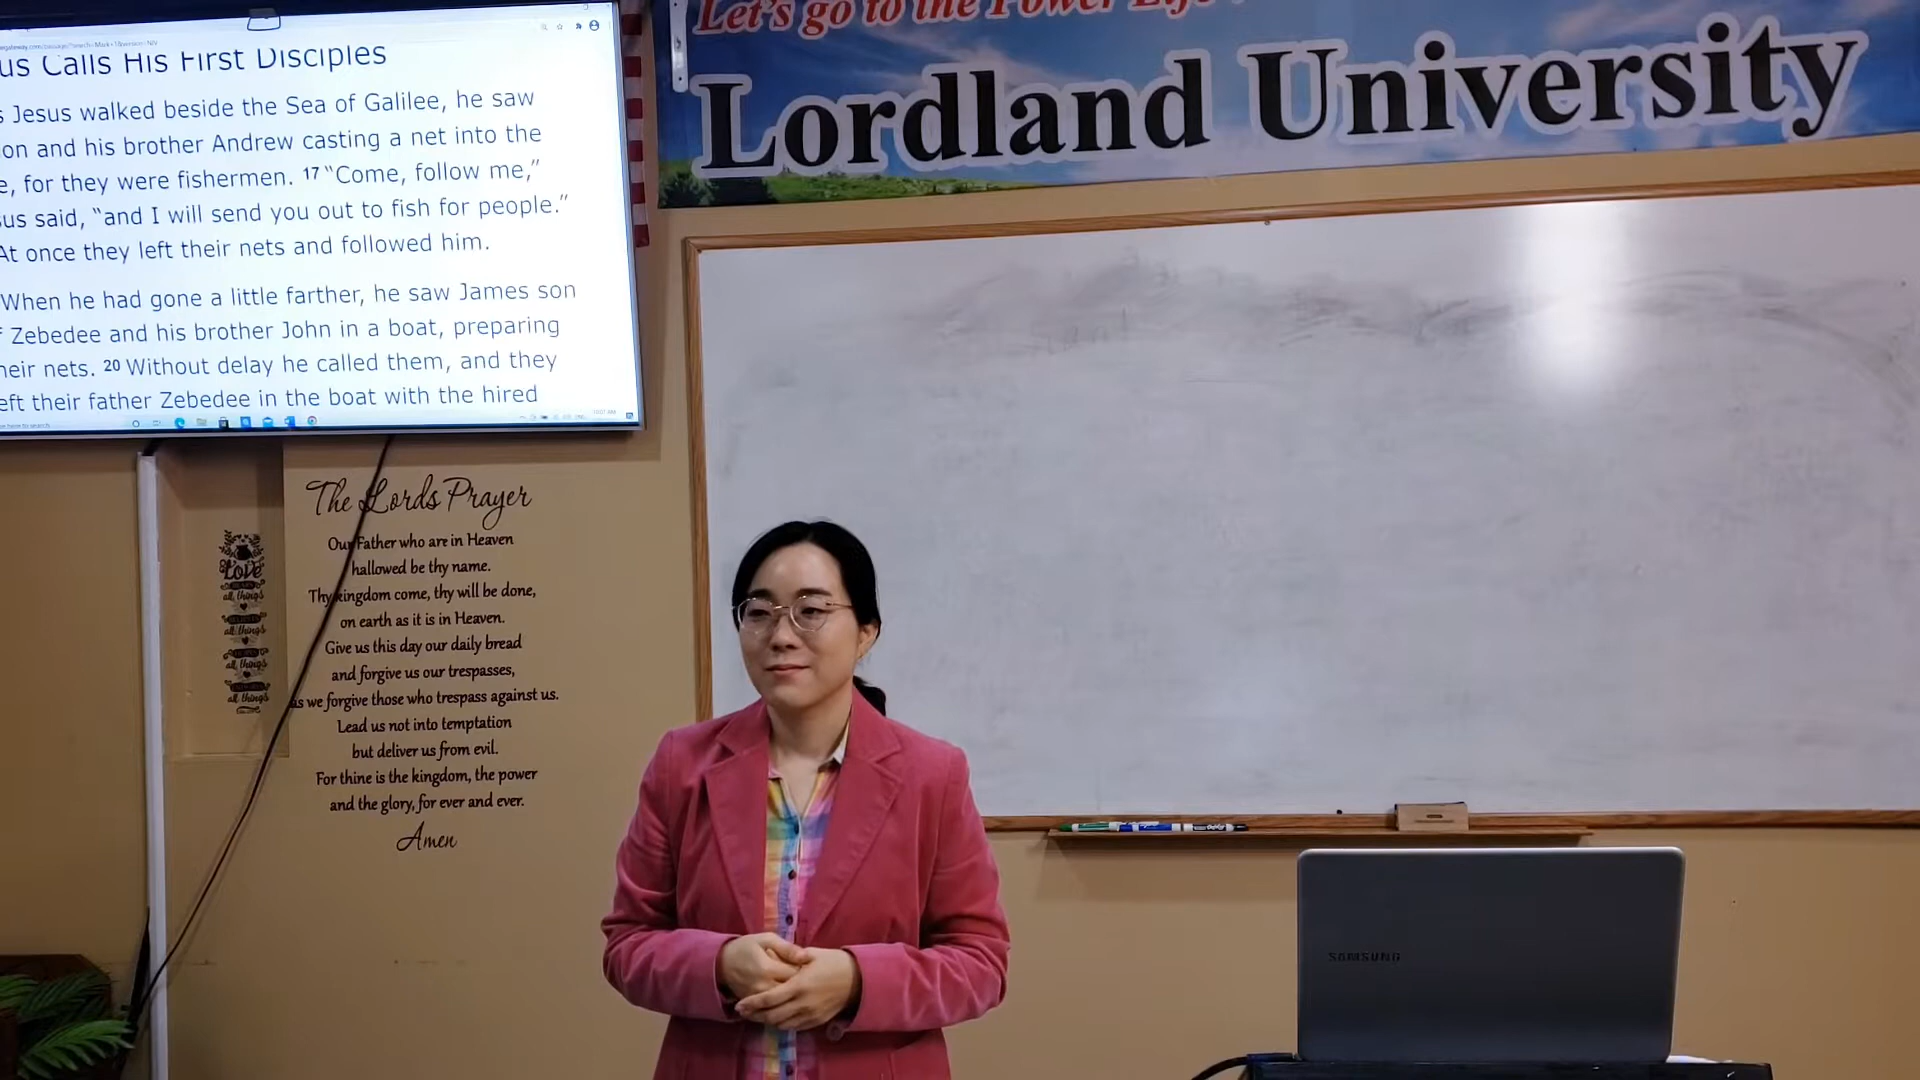 us Calls His First Disciples
s Jesus walked beside the Sea of Galilee, he saw
on and his brother Andrew casting a net into the
e, for they were fishermen. 17 “Come, follow me,”
sus said, “and I will send you out to fish for people.”
At once they left their nets and followed him.
When he had gone a little farther, he saw James son
f Zebedee and his brother John in a boat, preparing
heir nets. 20 Without delay he called them, and they
eft their father Zebedee in the boat with the hired
Let's go to the Power Life
Lordland University
The Lords Prayer
Our Father who are in Heaven
hallowed be thy name.
Thy kingdom come, thy will be done,
on earth as it is in Heaven.
Give us this day our daily bread
and forgive us our trespasses,
as we forgive those who trespass against us.
Lead us not into temptation
but deliver us from evil.
For thine is the kingdom, the power
and the glory, for ever and ever.
Amen
Love
all things
all things
all things
all things
SAMSUNG